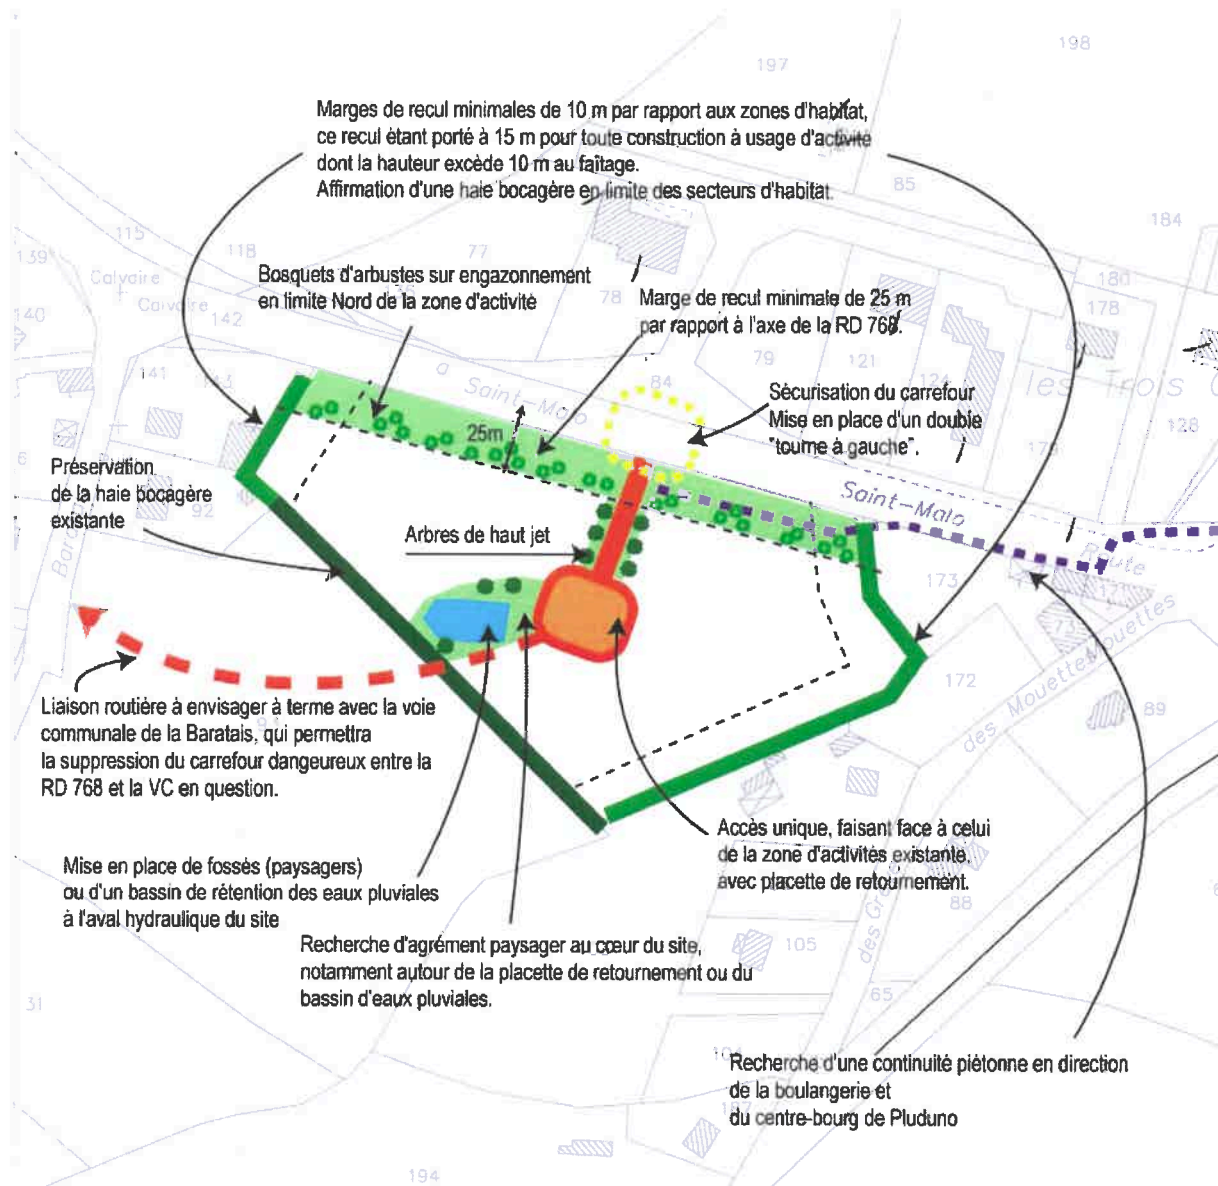 198
197
Marges de recul minimales de 10 m par rapport aux zones d'habitat,
ce recul étant porté à 15 m pour toute construction à usage d'activité
dont la hauteur excède 10 m au faîtage.
Affirmation d'une haie bocagère en limite des secteurs d'habitat.
85
184
115
118
77
139
Calvaire
Calvaire
142
140
180
178
Bosquets d'arbustes sur engazonnement
en limite Nord de la zone d'activité
78
Marge de recul minimale de 25 m
par rapport à l'axe de la RD 768.
79
121
124
141
143
a Saint-Malo
84
les Trois
128
Sécurisation du carrefour
Mise en place d'un double
"tourne à gauche".
25m
Préservation
de la haie bocagère
existante
92
Saint-Malo
Route
Arbres de haut jet
173
172
des Mouettes
Mouettes
89
Liaison routière à envisager à terme avec la voie
communale de la Baratais, qui permettra
la suppression du carrefour dangeureux entre la
RD 768 et la VC en question.
Accès unique, faisant face à celui
de la zone d'activités existante,
avec placette de retournement.
88
Mise en place de fossés (paysagers)
ou d'un bassin de rétention des eaux pluviales
à l'aval hydraulique du site
105
Recherche d'agrément paysager au cœur du site,
notamment autour de la placette de retournement ou du
bassin d'eaux pluviales.
65
31
Recherche d'une continuité piétonne en direction
de la boulangerie et
du centre-bourg de Pluduno
194